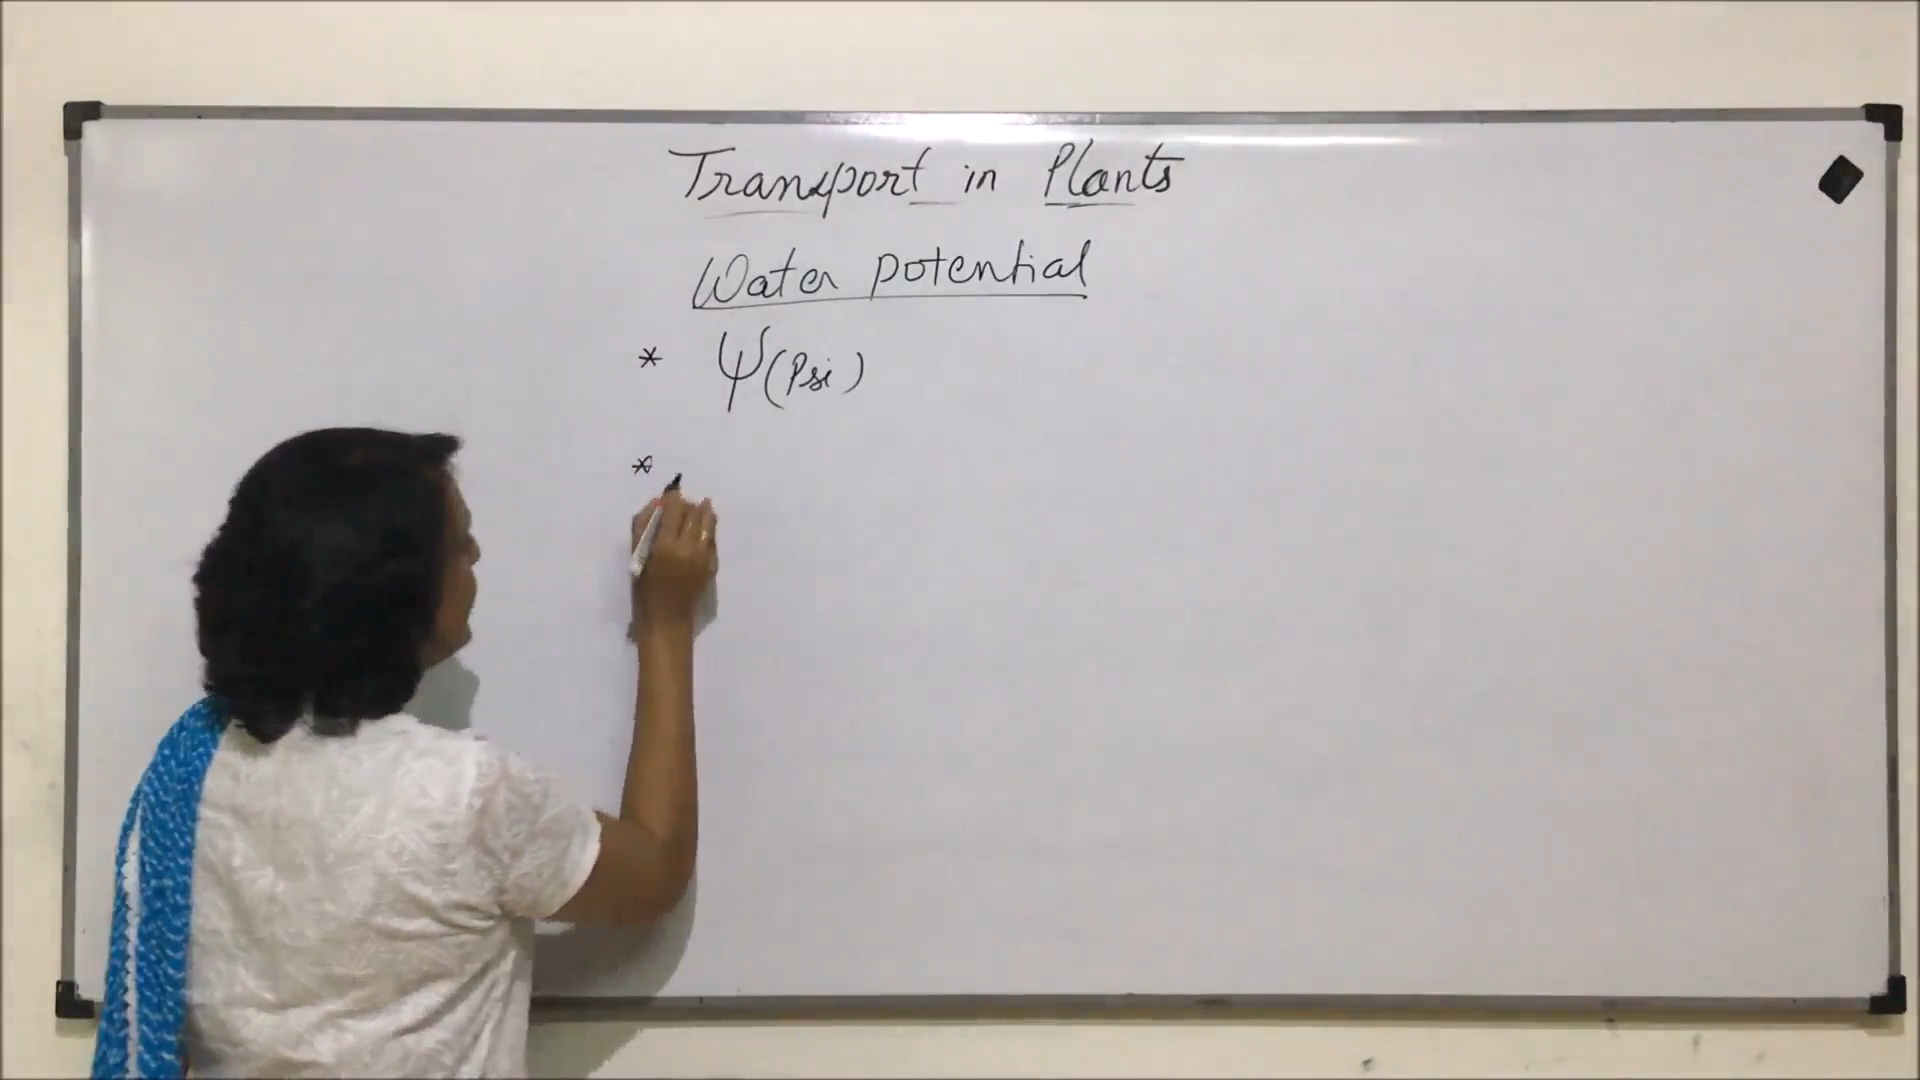 Transport in Plants
Water potential
* Ψ (Psi)
*